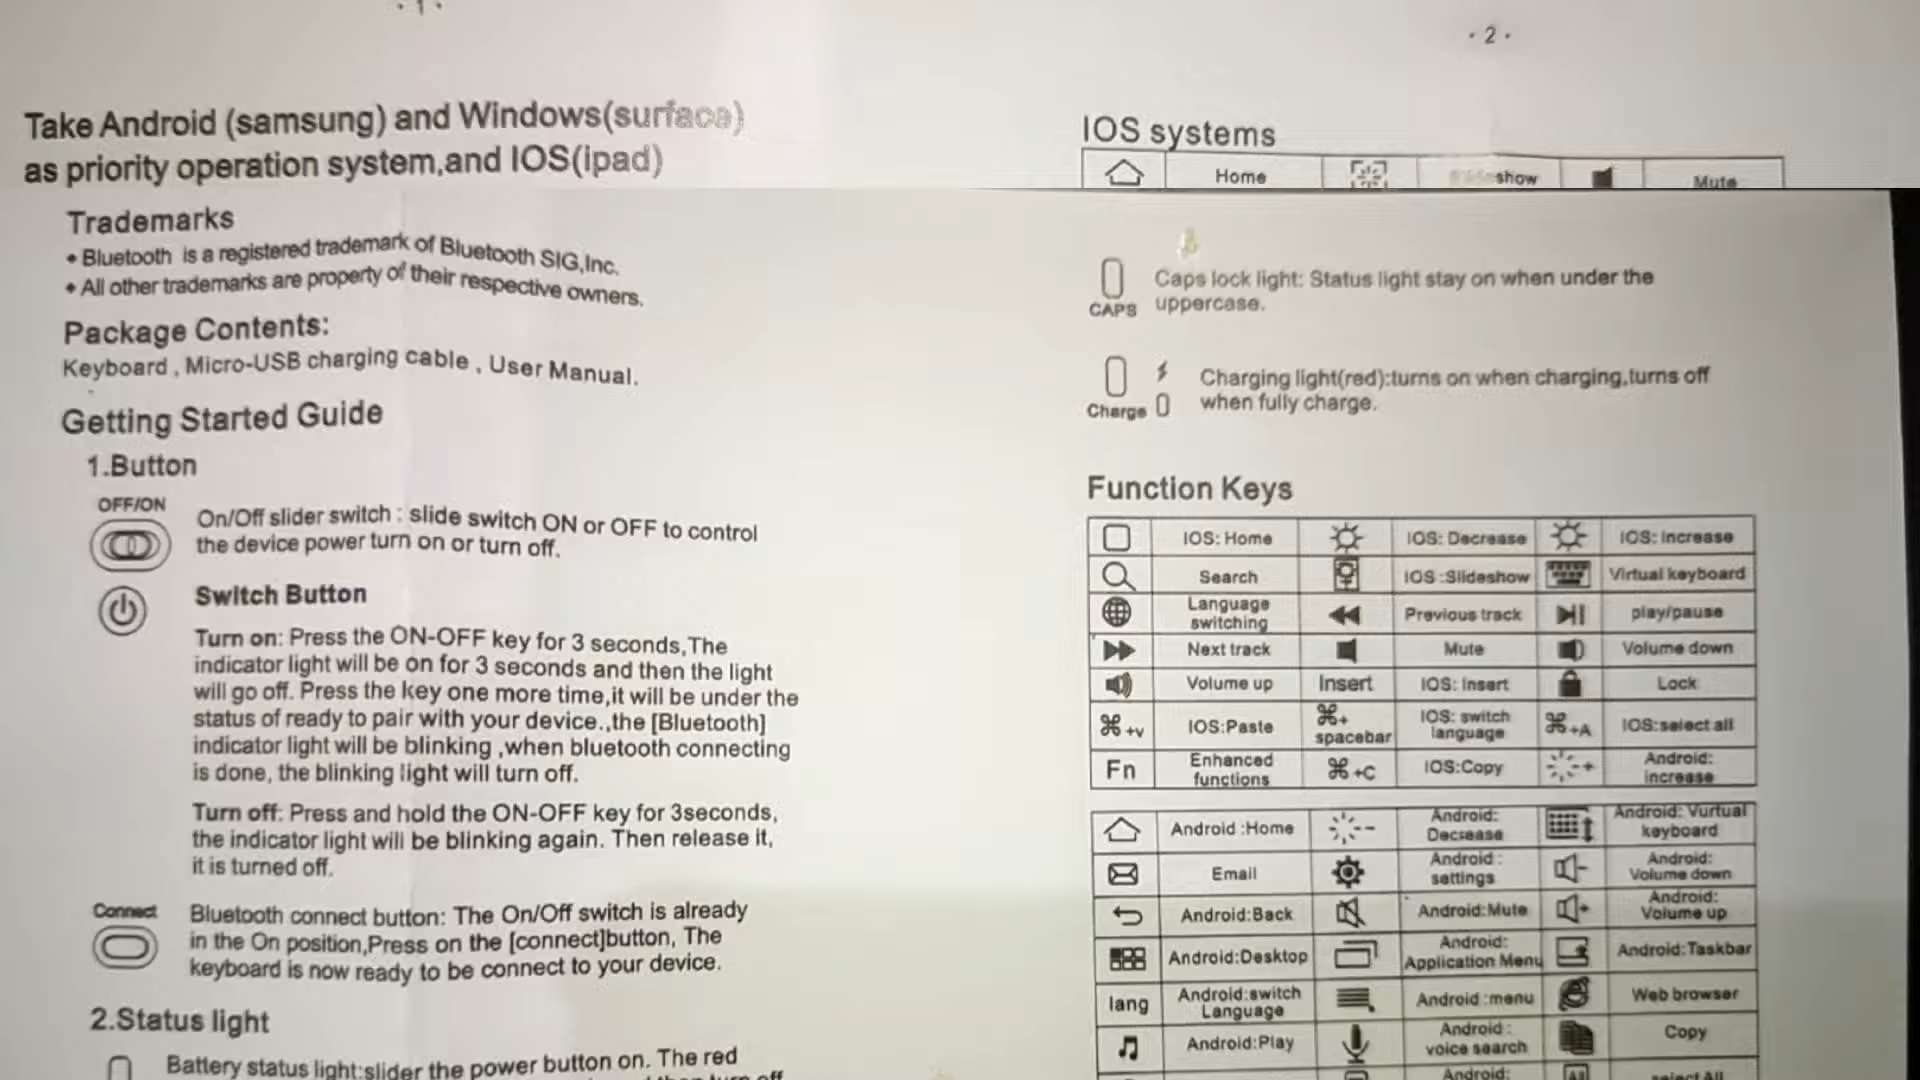 · 1 ·
· 2 ·
Take Android (samsung) and Windows(surface)
as priority operation system,and IOS(ipad)
IOS systems
Home show Mute
Trademarks
• Bluetooth is a registered trademark of Bluetooth SIG,Inc.
• All other trademarks are property of their respective owners.
Package Contents:
Keyboard , Micro-USB charging cable , User Manual.
Getting Started Guide
1.Button
OFF/ON
On/Off slider switch : slide switch ON or OFF to control
the device power turn on or turn off.
Switch Button
Turn on: Press the ON-OFF key for 3 seconds,The
indicator light will be on for 3 seconds and then the light
will go off. Press the key one more time,it will be under the
status of ready to pair with your device.,the [Bluetooth]
indicator light will be blinking ,when bluetooth connecting
is done, the blinking light will turn off.
Turn off: Press and hold the ON-OFF key for 3seconds,
the indicator light will be blinking again. Then release it,
it is turned off.
Connect
Bluetooth connect button: The On/Off switch is already
in the On position,Press on the [connect]button, The
keyboard is now ready to be connect to your device.
2.Status light
Battery status light:slider the power button on. The red
turn off
Caps lock light: Status light stay on when under the
CAPS uppercase.
Charging light(red):turns on when charging,turns off
Charge when fully charge.
Function Keys
IOS: Home IOS: Decrease IOS: Increase
Search IOS :Slideshow Virtual keyboard
Language
switching Previous track play/pause
Next track Mute Volume down
Volume up Insert IOS: Insert Lock
⌘+v IOS:Paste ⌘+
spacebar IOS: switch
language ⌘+A IOS:select all
Fn Enhanced
functions ⌘+C IOS:Copy Android:
increase
Android :Home Android:
Decrease Android: Vurtual
keyboard
Email Android :
settings Android:
Volume down
Android:Back Android:Mute Android:
Volume up
Android:Desktop Android:
Application Menu Android:Taskbar
lang Android:switch
Language Android :menu Web browser
Android:Play Android :
voice search Copy
Android: select All